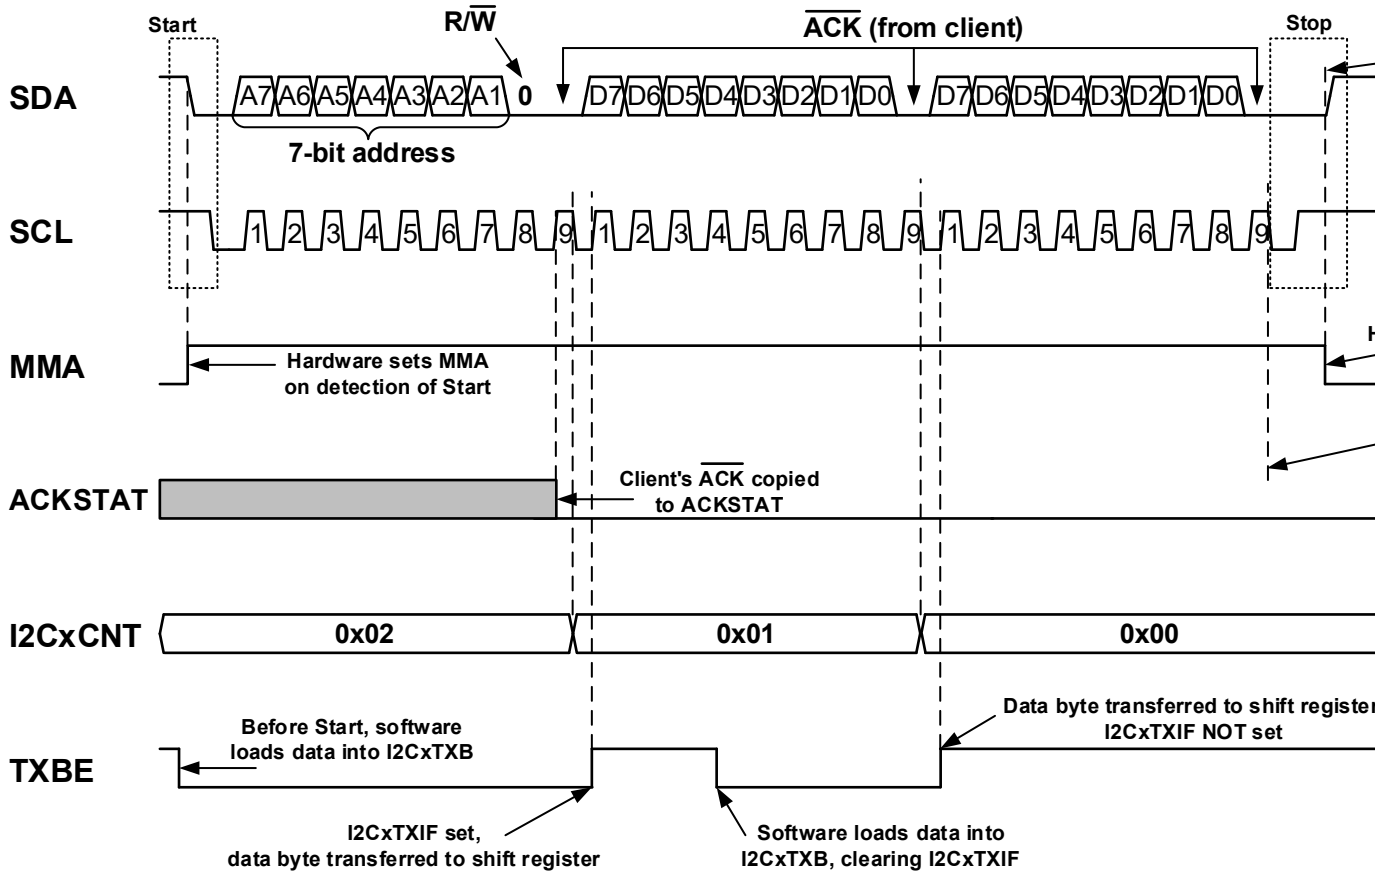 Start
R/W
ACK (from client)
Stop
SDA
A7 A6 A5 A4 A3 A2 A1 0 D7 D6 D5 D4 D3 D2 D1 D0 D7 D6 D5 D4 D3 D2 D1 D0
7-bit address
SCL
1 2 3 4 5 6 7 8 9 1 2 3 4 5 6 7 8 9 1 2 3 4 5 6 7 8 9
H
MMA
Hardware sets MMA
on detection of Start
ACKSTAT
Client's ACK copied
to ACKSTAT
I2CxCNT
0x02 0x01 0x00
TXBE
Before Start, software
loads data into I2CxTXB
Data byte transferred to shift register
I2CxTXIF NOT set
I2CxTXIF set,
data byte transferred to shift register
Software loads data into
I2CxTXB, clearing I2CxTXIF